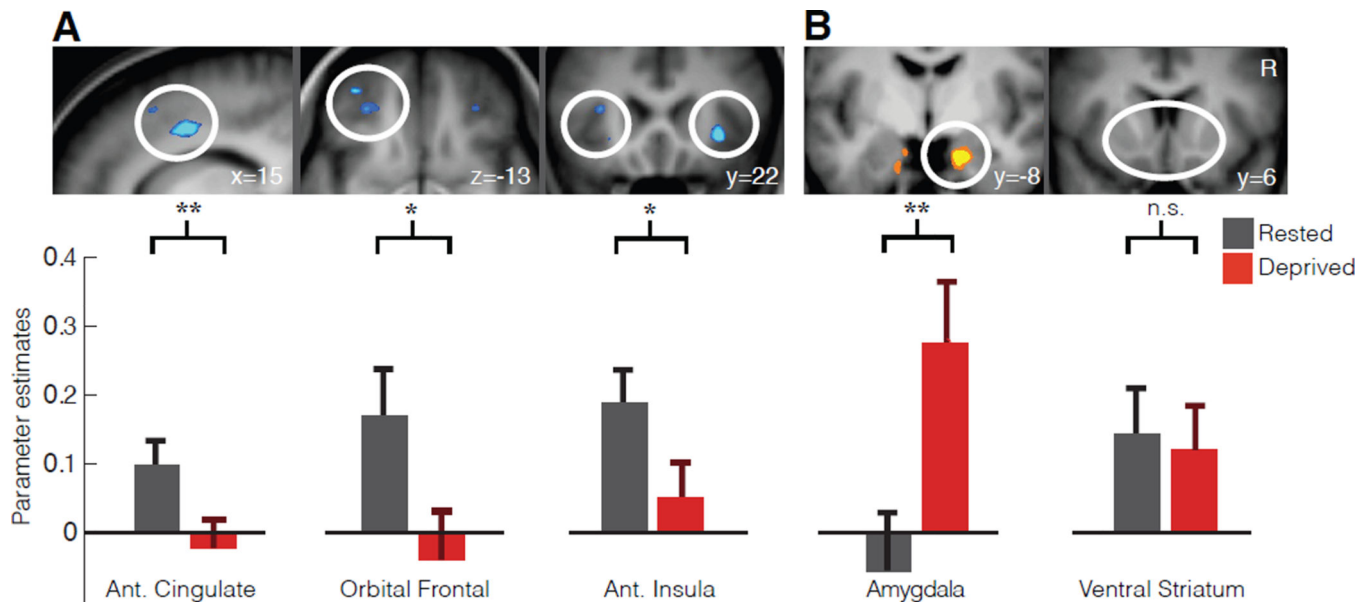 A
B
x=15
z=-13
y=22
y=-8
R
y=6
**
*
*
**
n.s.
Rested
Deprived
Parameter estimates
0.4
0.3
0.2
0.1
0
Ant. Cingulate
Orbital Frontal
Ant. Insula
Amygdala
Ventral Striatum